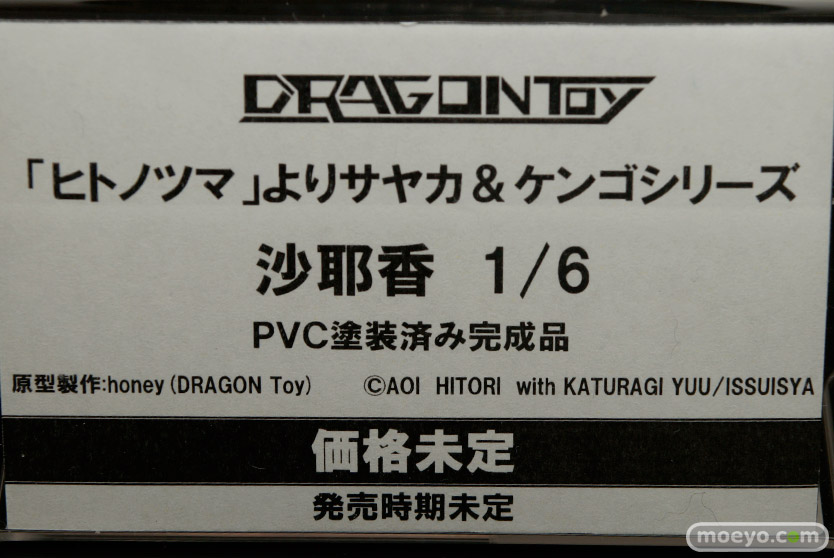 DRAGONTOY
「ヒトノツマ」よりサヤカ&ケンゴシリーズ
沙耶香 1/6
PVC塗装済み完成品
原型製作:honey(DRAGON Toy) ©AOI HITORI with KATURAGI YUU/ISSUISYA
価格未定
発売時期未定
moeyo.com